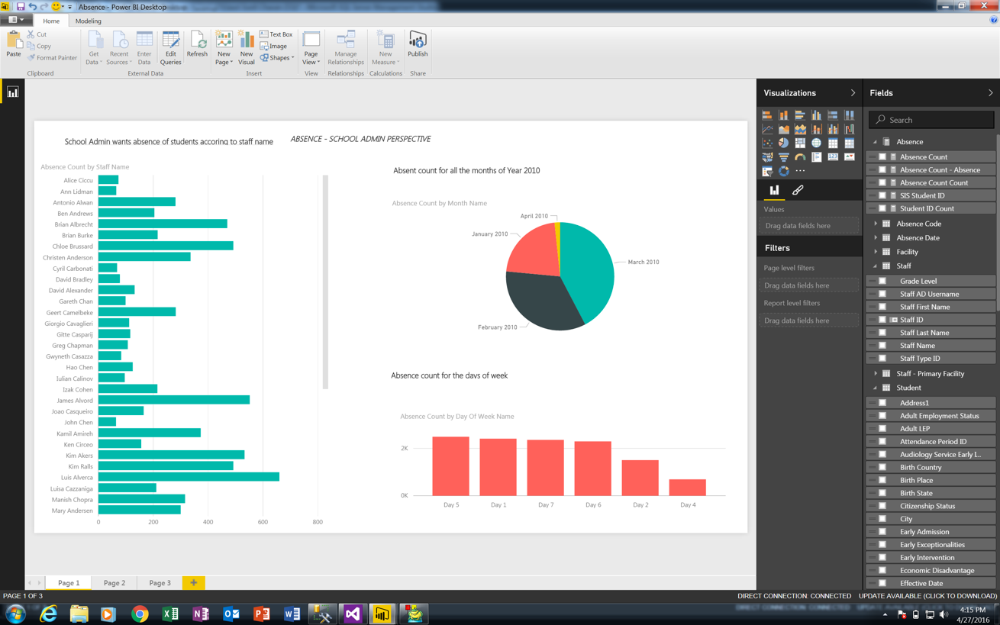 Absence - Power BI Desktop
Home
Modeling
Paste
Cut
Copy
Format Painter
Get Data
Recent Sources
Enter Data
Edit Queries
Refresh
New Page
New Visual
Text Box
Image
Shapes
Page View
Manage Relationships
New Measure
Publish
Clipboard
External Data
Insert
View
Relationships
Calculations
Share
School Admin wants absence of students accoring to staff name
ABSENCE - SCHOOL ADMIN PERSPECTIVE
Absence Count by Staff Name
Alice Ciccu
Ann Lidman
Antonio Alwan
Ben Andrews
Brian Albrecht
Brian Burke
Chloe Brussard
Christen Anderson
Cyril Carbonati
David Bradley
David Alexander
Gareth Chan
Geert Camelbeke
Giorgio Cavaglieri
Gitte Casparij
Greg Chapman
Gwyneth Casazza
Hao Chen
Iulian Calinov
Izak Cohen
James Alvord
Joao Casqueiro
John Chen
Kamil Amireh
Ken Circeo
Kim Akers
Kim Ralls
Luis Alverca
Luisa Cazzaniga
Manish Chopra
Mary Andersen
0 200 400 600 800
Absent count for all the months of Year 2010
Absence Count by Month Name
April 2010
January 2010
March 2010
February 2010
Absence count for the days of week
Absence Count by Day Of Week Name
2K
0K
Day 5 Day 1 Day 7 Day 6 Day 2 Day 4
Visualizations
Values
Drag data fields here
Filters
Page level filters
Drag data fields here
Report level filters
Drag data fields here
Fields
Search
Absence
Absence Count
Absence Count - Absence
Absence Count Count
SIS Student ID
Student ID Count
Absence Code
Absence Date
Facility
Staff
Grade Level
Staff AD Username
Staff First Name
Staff ID
Staff Last Name
Staff Name
Staff Type ID
Staff - Primary Facility
Student
Address1
Adult Employment Status
Adult LEP
Attendance Period ID
Audiology Service Early I...
Birth Country
Birth Place
Birth State
Citizenship Status
City
Early Admission
Early Exceptionalities
Early Intervention
Economic Disadvantage
Effective Date
Page 1
Page 2
Page 3
PAGE 1 OF 3
DIRECT CONNECTION: CONNECTED
UPDATE AVAILABLE (CLICK TO DOWNLOAD)
4:15 PM
4/27/2016